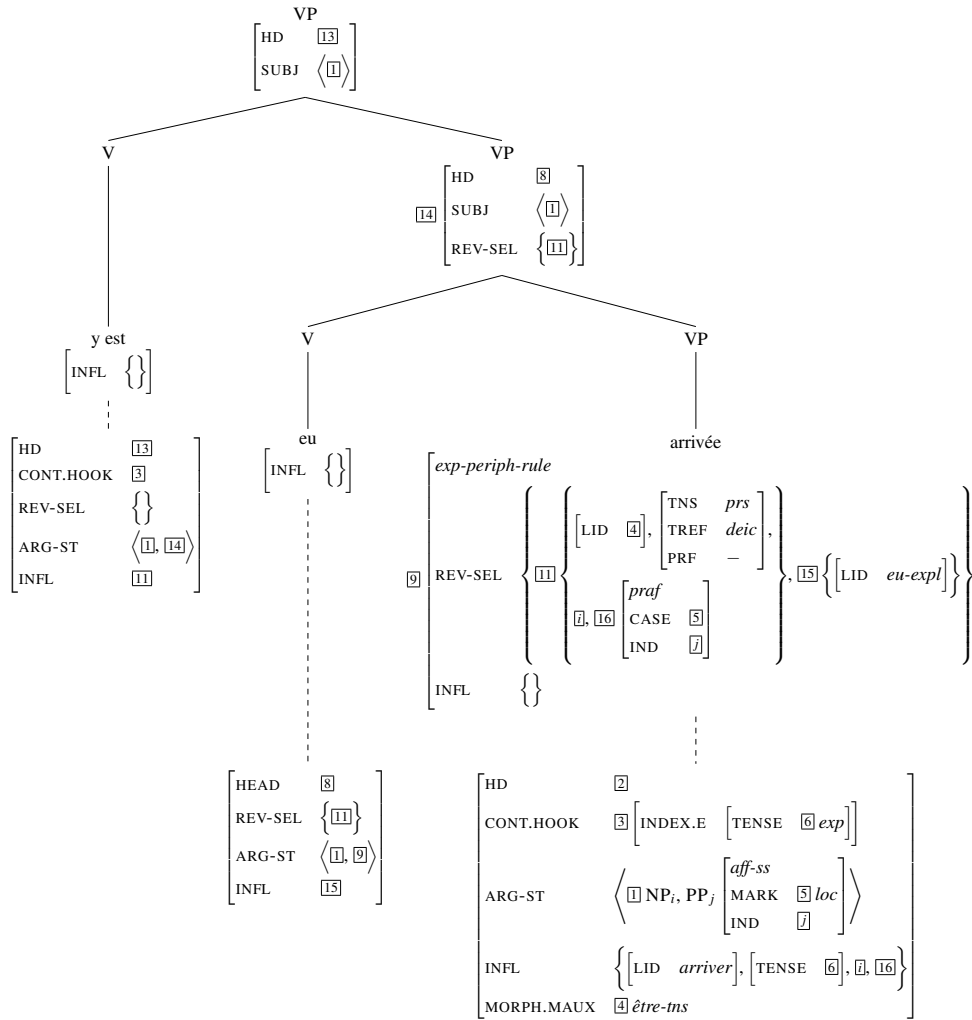 VP
[HD 13
SUBJ ⟨1⟩]
V VP
14 [HD 8
SUBJ ⟨1⟩
REV-SEL {11}]
y est
[INFL {}]
V VP
[HD 13
CONT.HOOK 3
REV-SEL {}
ARG-ST ⟨1, 14⟩
INFL 11]
eu
[INFL {}]
arrivée
9 [exp-periph-rule
REV-SEL { 11 { [LID 4], [TNS prs
TREF deic
PRF −],
i, 16 [praf
CASE 5
IND j] }, 15 {[LID eu-expl]} }
INFL {}]
[HEAD 8
REV-SEL {11}
ARG-ST ⟨1, 9⟩
INFL 15]
[HD 2
CONT.HOOK 3 [INDEX.E [TENSE 6 exp]]
ARG-ST ⟨1 NPi, PPj [aff-ss
MARK 5 loc
IND j]⟩
INFL {[LID arriver], [TENSE 6], i, 16}
MORPH.MAUX 4 être-tns]